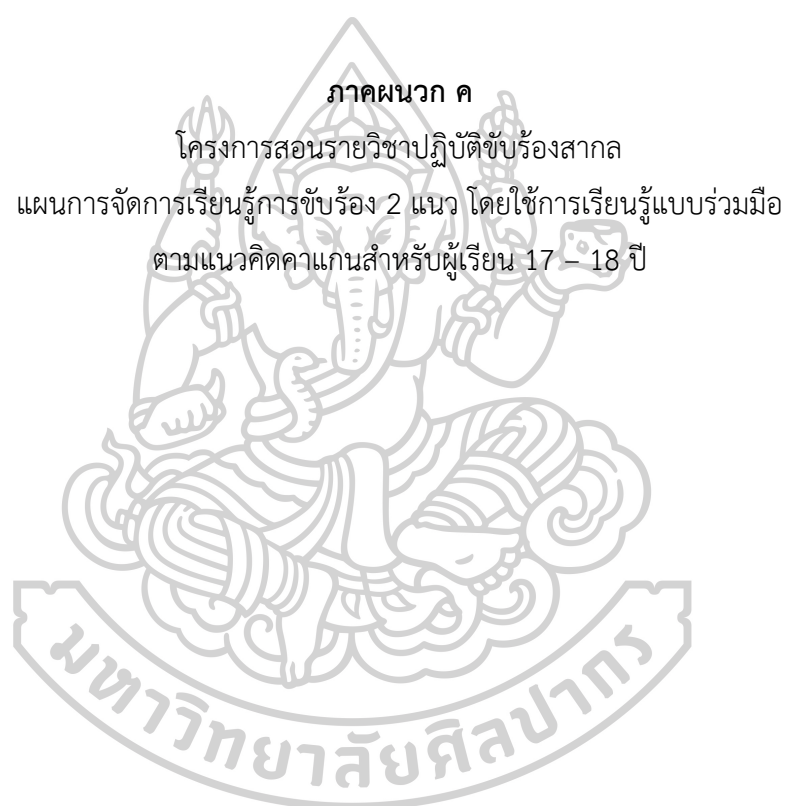 ภาคผนวก ค
โครงการสอนรายวิชาปฏิบัติขับร้องสากล
แผนการจัดการเรียนรู้การขับร้อง 2 แนว โดยใช้การเรียนรู้แบบร่วมมือ
ตามแนวคิดคาแกนสำหรับผู้เรียน 17 – 18 ปี
มหาวิทยาลัยศิลปากร